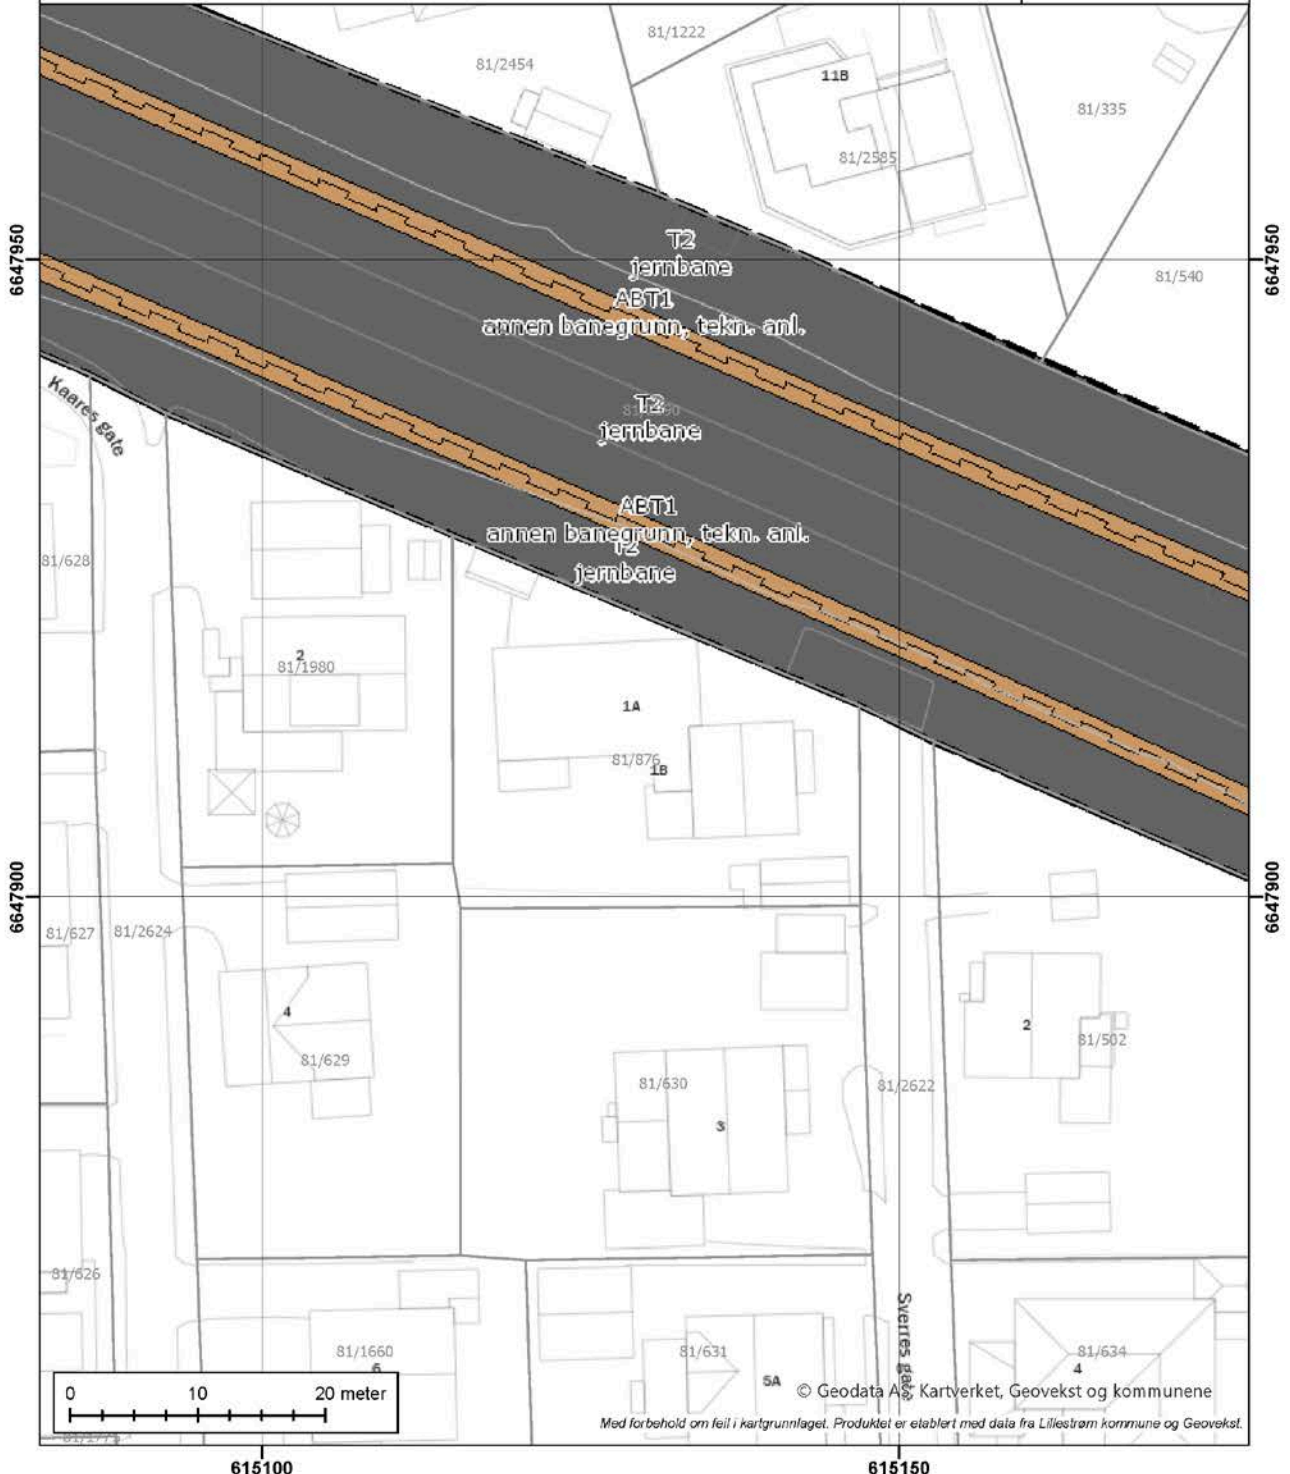 81/1222
81/2454
11B
81/335
81/2585
6647950
6647950
T2
jernbane
81/540
ABT1
annen banegrunn, tekn. anl.
Kaares gate
T2
jernbane
ABT1
annen banegrunn, tekn. anl.
T2
jernbane
81/628
2
81/1980
1A
81/876
1B
6647900
6647900
81/627
81/2624
4
2
81/502
81/629
81/630
81/2622
3
81/626
Sverres gate
81/1660
6
81/631
81/634
4
5A
0 10 20 meter
© Geodata AS, Kartverket, Geovekst og kommunene
Med forbehold om feil i kartgrunnlaget. Produktet er etablert med data fra Lillestrøm kommune og Geovekst.
615100
615150